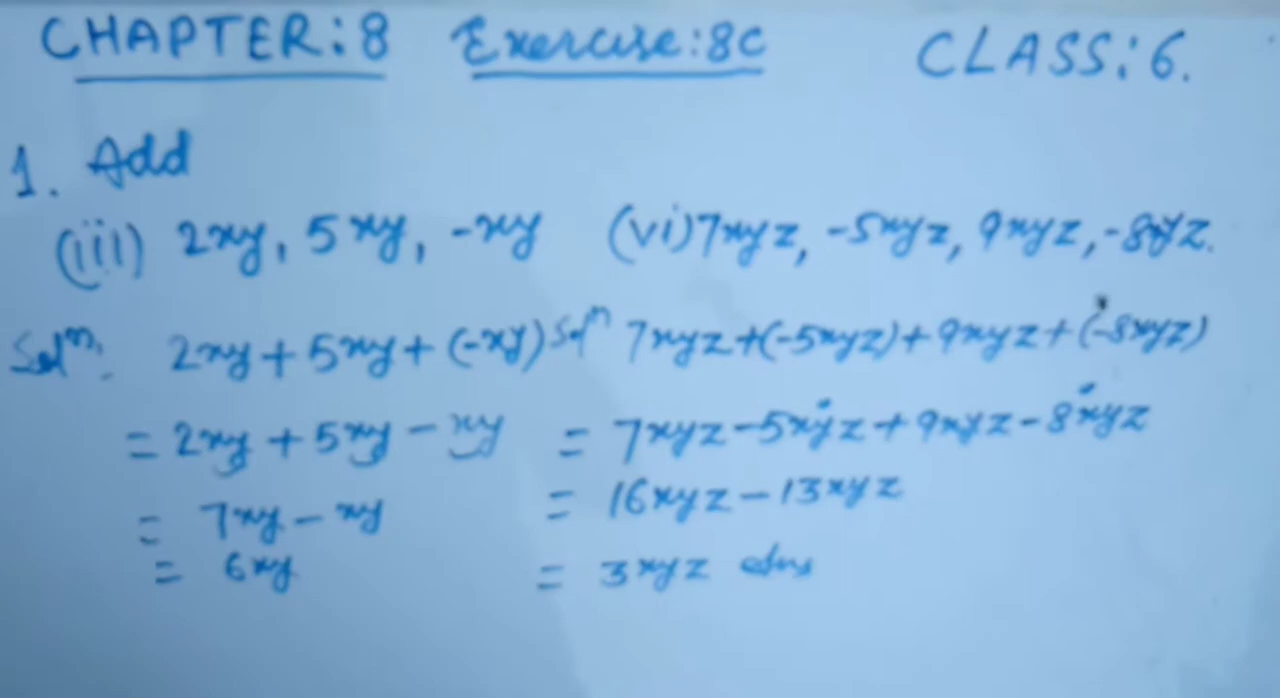 CHAPTER:8 Exercise:8C CLASS:6.
1. Add
(iii) 2xy, 5xy, -xy (vi) 7xyz, -5xyz, 9xyz, -8yz.
Solⁿ: 2xy + 5xy + (-xy) Solⁿ 7xyz+(-5xyz)+9xyz+(-8xyz)
= 2xy + 5xy - xy = 7xyz-5xyz+9xyz-8xyz
= 7xy - xy = 16xyz-13xyz
= 6xy = 3xyz ans